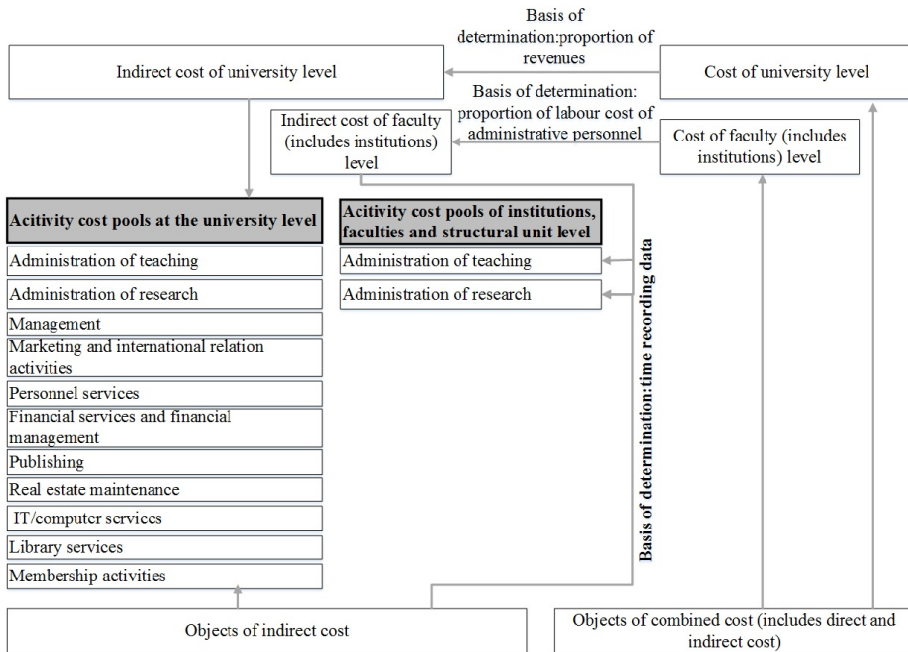 Basis of
determination:proportion of
revenues
Indirect cost of university level
Cost of university level
Basis of determination:
proportion of labour cost of
administrative personnel
Indirect cost of faculty
(includes institutions)
level
Cost of faculty (includes
institutions) level
Acitivity cost pools at the university level
Acitivity cost pools of institutions,
faculties and structural unit level
Administration of teaching
Administration of research
Management
Marketing and international relation
activities
Personnel services
Financial services and financial
management
Publishing
Real estate maintenance
IT/computer services
Library services
Membership activities
Administration of teaching
Administration of research
Basis of determination:time recording data
Objects of indirect cost
Objects of combined cost (includes direct and
indirect cost)